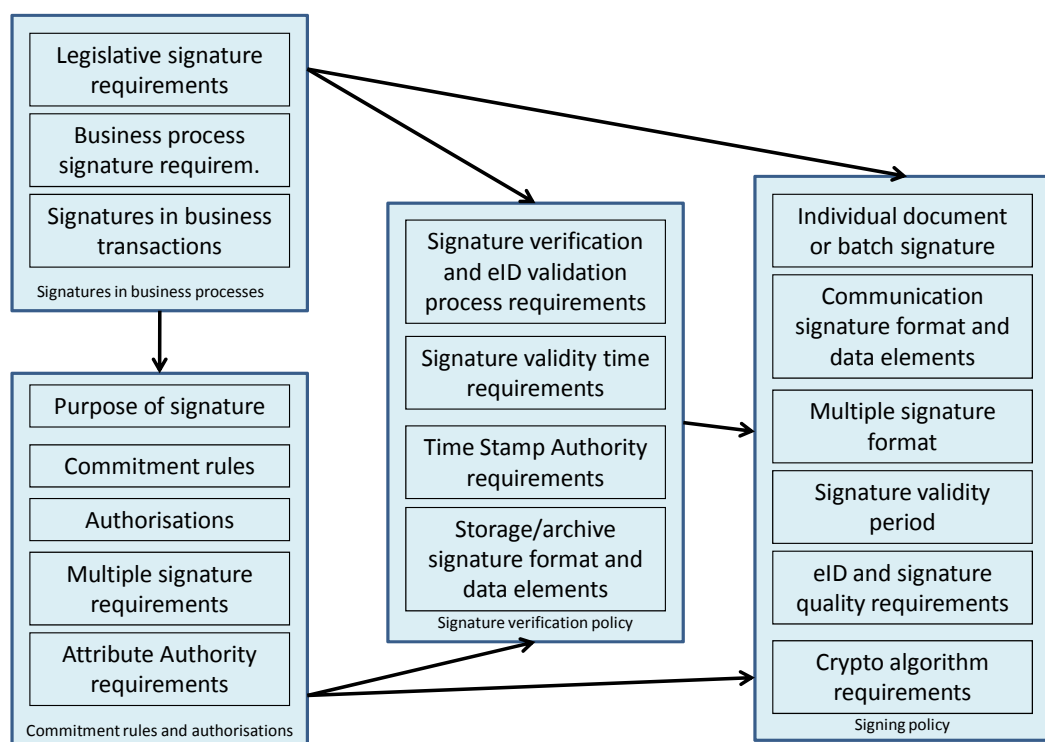 Legislative signature
requirements
Business process
signature requirem.
Signatures in business
transactions
Signatures in business processes
Purpose of signature
Commitment rules
Authorisations
Multiple signature
requirements
Attribute Authority
requirements
Commitment rules and authorisations
Signature verification
and eID validation
process requirements
Signature validity time
requirements
Time Stamp Authority
requirements
Storage/archive
signature format and
data elements
Signature verification policy
Individual document
or batch signature
Communication
signature format and
data elements
Multiple signature
format
Signature validity
period
eID and signature
quality requirements
Crypto algorithm
requirements
Signing policy